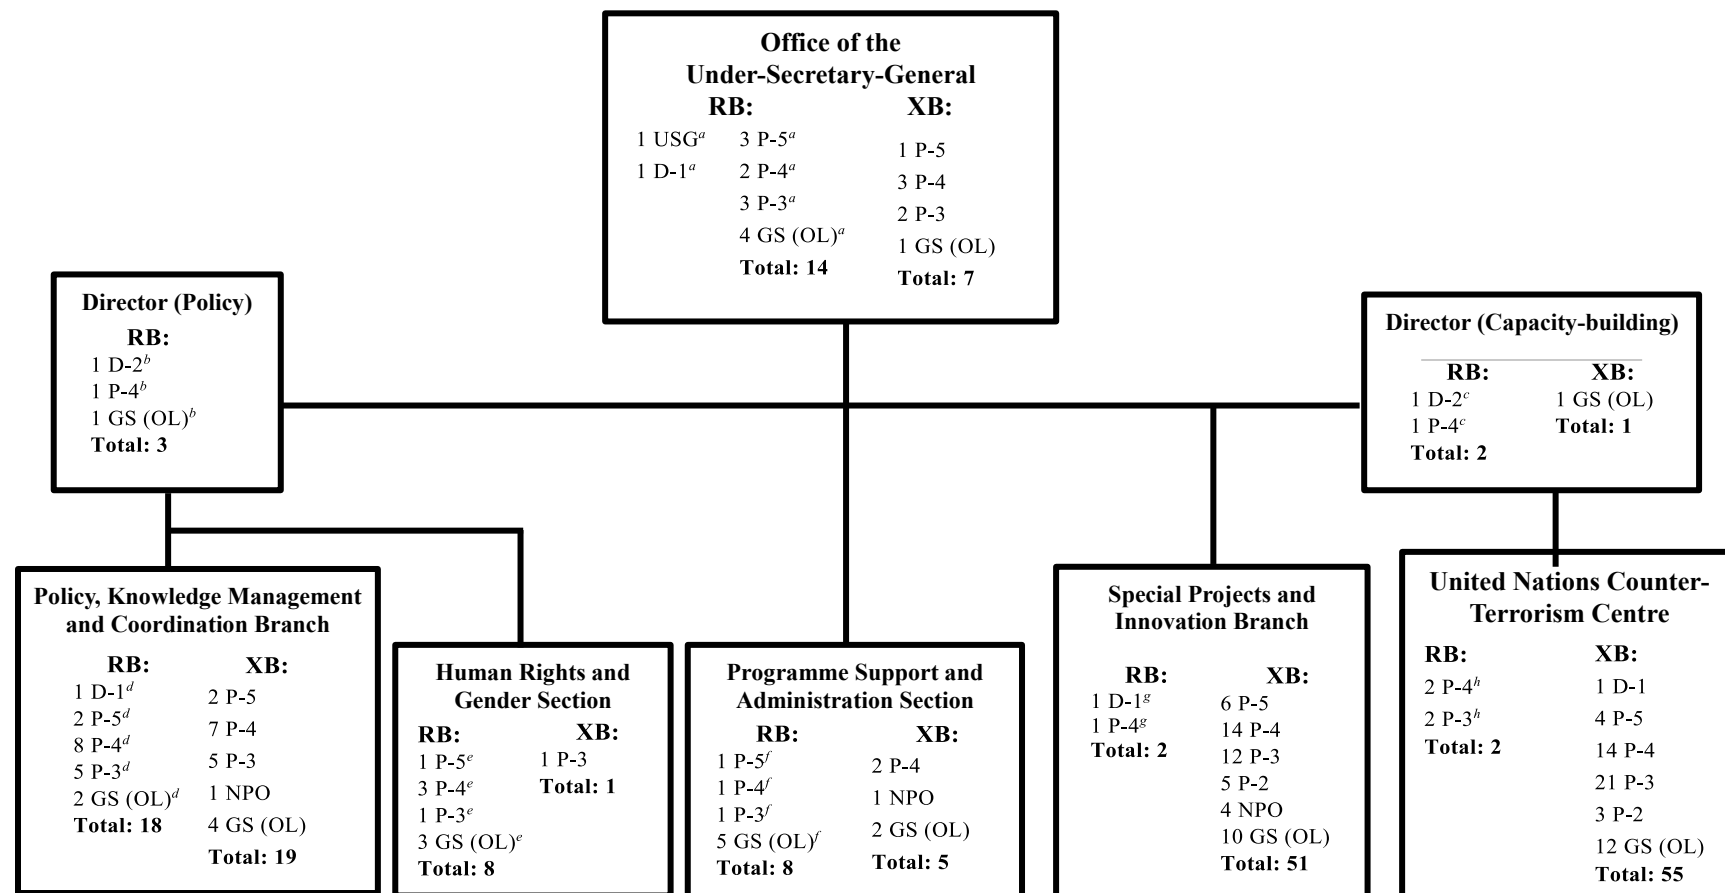 Office of the
Under-Secretary-General
RB:
1 USGᵃ
1 D-1ᵃ
3 P-5ᵃ
2 P-4ᵃ
3 P-3ᵃ
4 GS (OL)ᵃ
Total: 14
XB:
1 P-5
3 P-4
2 P-3
1 GS (OL)
Total: 7
Director (Policy)
RB:
1 D-2ᵇ
1 P-4ᵇ
1 GS (OL)ᵇ
Total: 3
Director (Capacity-building)
RB:
1 D-2ᶜ
1 P-4ᶜ
Total: 2
XB:
1 GS (OL)
Total: 1
Policy, Knowledge Management
and Coordination Branch
RB:
1 D-1ᵈ
2 P-5ᵈ
8 P-4ᵈ
5 P-3ᵈ
2 GS (OL)ᵈ
Total: 18
XB:
2 P-5
7 P-4
5 P-3
1 NPO
4 GS (OL)
Total: 19
Human Rights and
Gender Section
RB:
1 P-5ᵉ
3 P-4ᵉ
1 P-3ᵉ
3 GS (OL)ᵉ
Total: 8
XB:
1 P-3
Total: 1
Programme Support and
Administration Section
RB:
1 P-5ᶠ
1 P-4ᶠ
1 P-3ᶠ
5 GS (OL)ᶠ
Total: 8
XB:
2 P-4
1 NPO
2 GS (OL)
Total: 5
Special Projects and
Innovation Branch
RB:
1 D-1ᵍ
1 P-4ᵍ
Total: 2
XB:
6 P-5
14 P-4
12 P-3
5 P-2
4 NPO
10 GS (OL)
Total: 51
United Nations Counter-
Terrorism Centre
RB:
2 P-4ʰ
2 P-3ʰ
Total: 2
XB:
1 D-1
4 P-5
14 P-4
21 P-3
3 P-2
12 GS (OL)
Total: 55